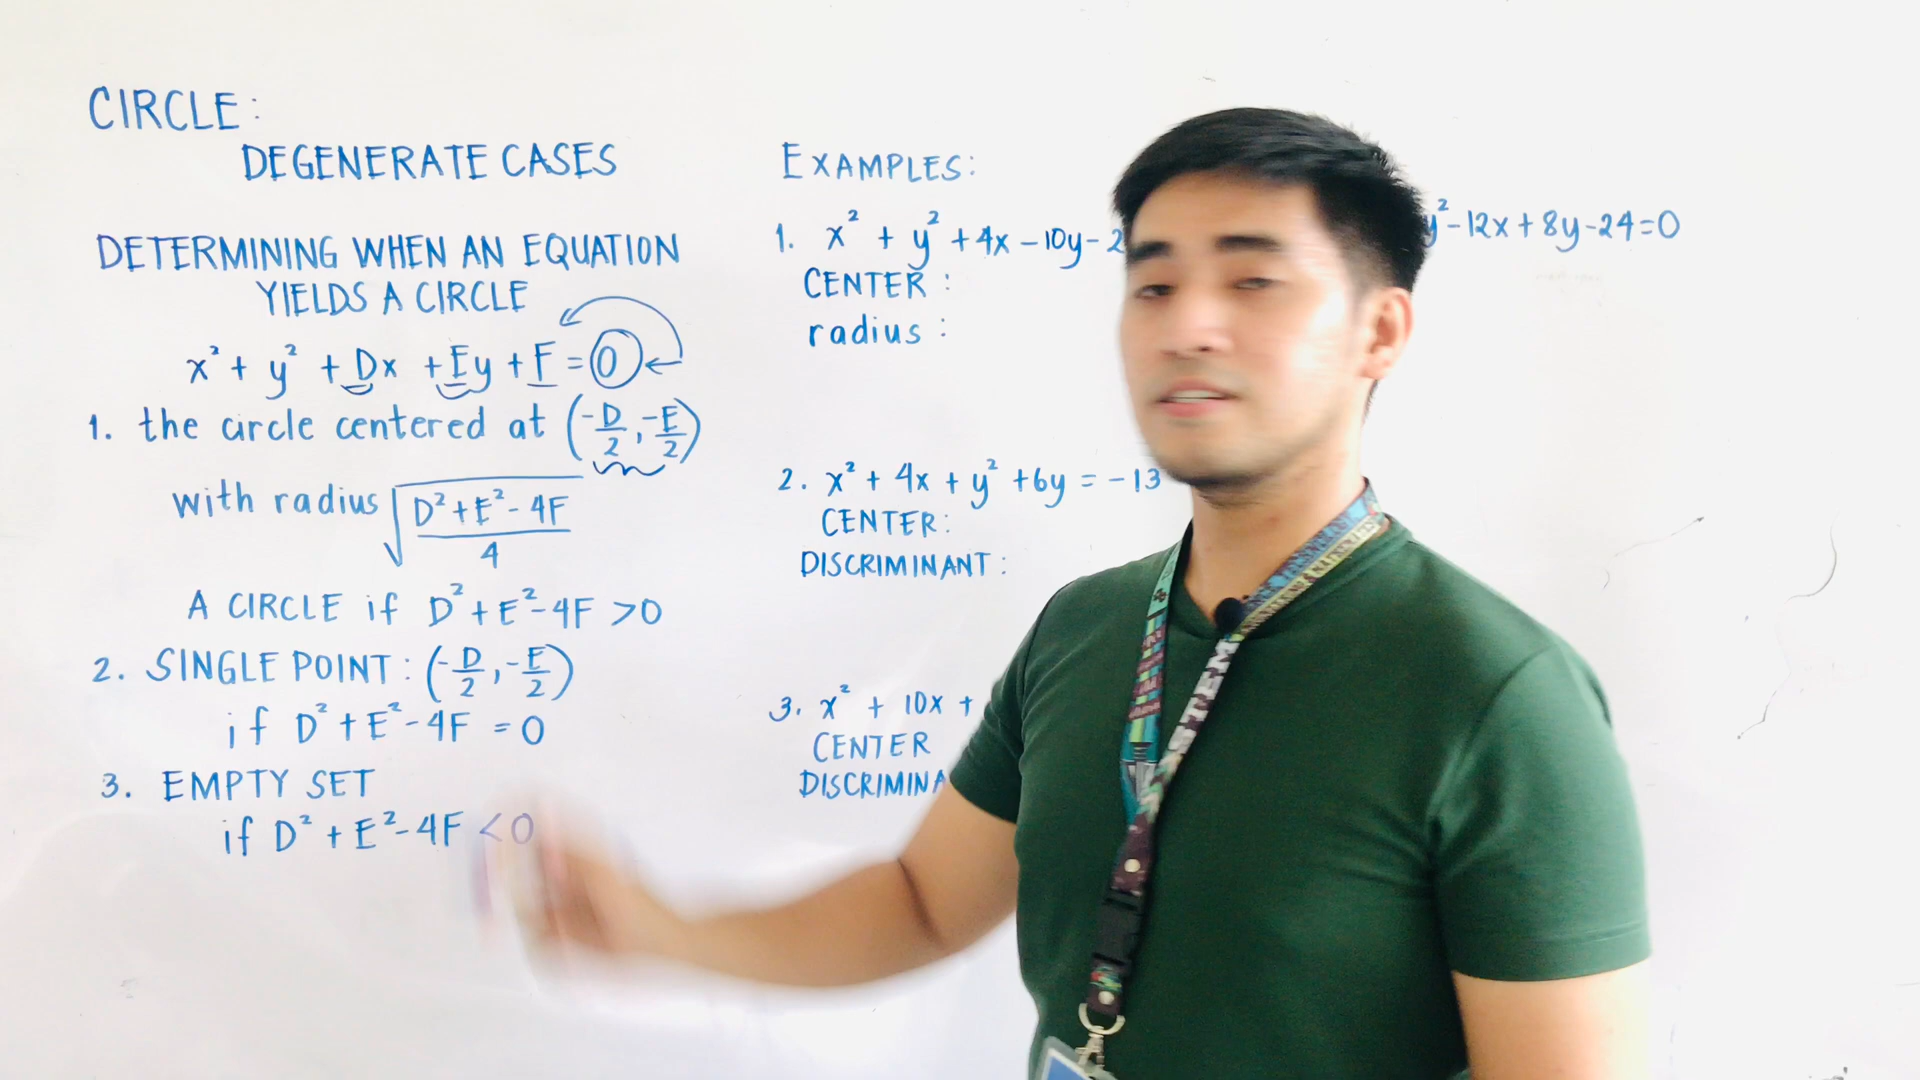 CIRCLE:
DEGENERATE CASES
DETERMINING WHEN AN EQUATION
YIELDS A CIRCLE
x² + y² + Dx + Ey + F = 0
1. the circle centered at (-D/2, -E/2)
with radius √((D²+E²-4F)/4)
A CIRCLE if D²+E²-4F >0
2. SINGLE POINT: (-D/2, -E/2)
if D²+E²-4F = 0
3. EMPTY SET
if D²+E²-4F <0
EXAMPLES:
1. x² + y² + 4x - 10y - 2
CENTER :
radius :
2. x² + 4x + y² + 6y = -13
CENTER:
DISCRIMINANT :
3. x² + 10x +
CENTER
DISCRIMINA
y² - 12x + 8y - 24 = 0
STEM